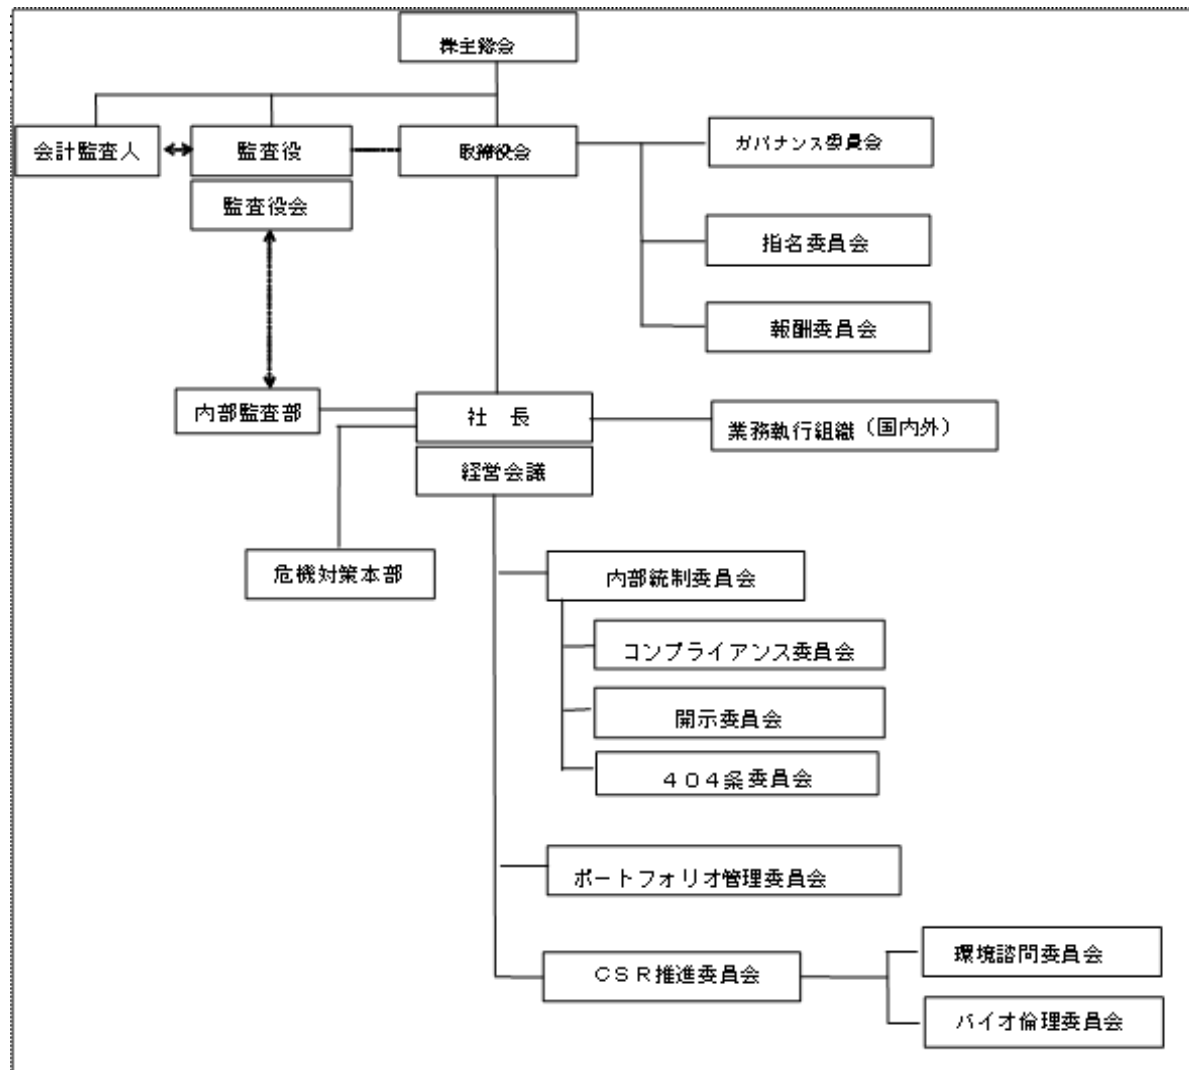 株主総会
会計監査人
監査役
取締役会
ガバナンス委員会
監査役会
指名委員会
報酬委員会
内部監査部
社　長
業務執行組織（国内外）
経営会議
危機対策本部
内部統制委員会
コンプライアンス委員会
開示委員会
４０４条委員会
ポートフォリオ管理委員会
ＣＳＲ推進委員会
環境諮問委員会
バイオ倫理委員会